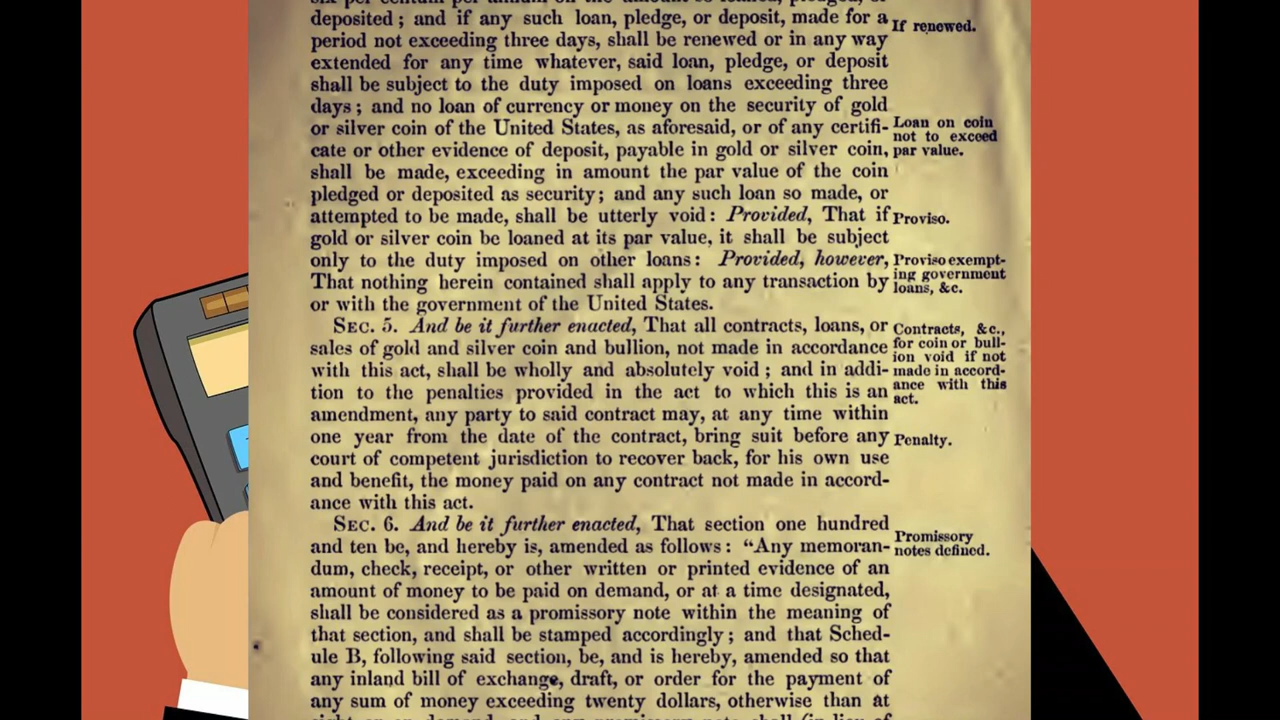 deposited; and if any such loan, pledge, or deposit, made for a
If renewed.
period not exceeding three days, shall be renewed or in any way
extended for any time whatever, said loan, pledge, or deposit
shall be subject to the duty imposed on loans exceeding three
days; and no loan of currency or money on the security of gold
or silver coin of the United States, as aforesaid, or of any certifi-
cate or other evidence of deposit, payable in gold or silver coin,
shall be made, exceeding in amount the par value of the coin
Loan on coin
not to exceed
par value.
pledged or deposited as security; and any such loan so made, or
attempted to be made, shall be utterly void: Provided, That if
Proviso.
gold or silver coin be loaned at its par value, it shall be subject
only to the duty imposed on other loans: Provided, however,
That nothing herein contained shall apply to any transaction by
or with the government of the United States.
Proviso exempt-
ing government
loans, &c.
SEC. 5. And be it further enacted, That all contracts, loans, or
sales of gold and silver coin and bullion, not made in accordance
with this act, shall be wholly and absolutely void; and in addi-
tion to the penalties provided in the act to which this is an
amendment, any party to said contract may, at any time within
Contracts, &c.,
for coin or bull-
ion void if not
made in accord-
ance with this
act.
one year from the date of the contract, bring suit before any
Penalty.
court of competent jurisdiction to recover back, for his own use
and benefit, the money paid on any contract not made in accord-
ance with this act.
SEC. 6. And be it further enacted, That section one hundred
and ten be, and hereby is, amended as follows: "Any memoran-
Promissory
notes defined.
dum, check, receipt, or other written or printed evidence of an
amount of money to be paid on demand, or at a time designated,
shall be considered as a promissory note within the meaning of
that section, and shall be stamped accordingly; and that Sched-
ule B, following said section, be, and is hereby, amended so that
any inland bill of exchange, draft, or order for the payment of
any sum of money exceeding twenty dollars, otherwise than at